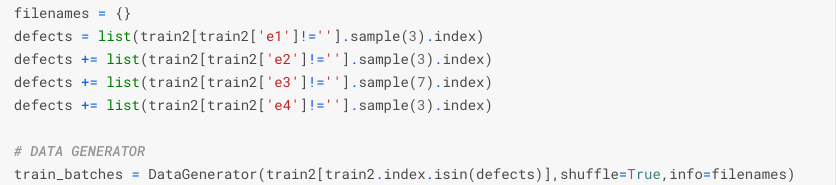 filenames = {}
defects = list(train2[train2['e1']!=''].sample(3).index)
defects += list(train2[train2['e2']!=''].sample(3).index)
defects += list(train2[train2['e3']!=''].sample(7).index)
defects += list(train2[train2['e4']!=''].sample(3).index)
# DATA GENERATOR
train_batches = DataGenerator(train2[train2.index.isin(defects)],shuffle=True,info=filenames)